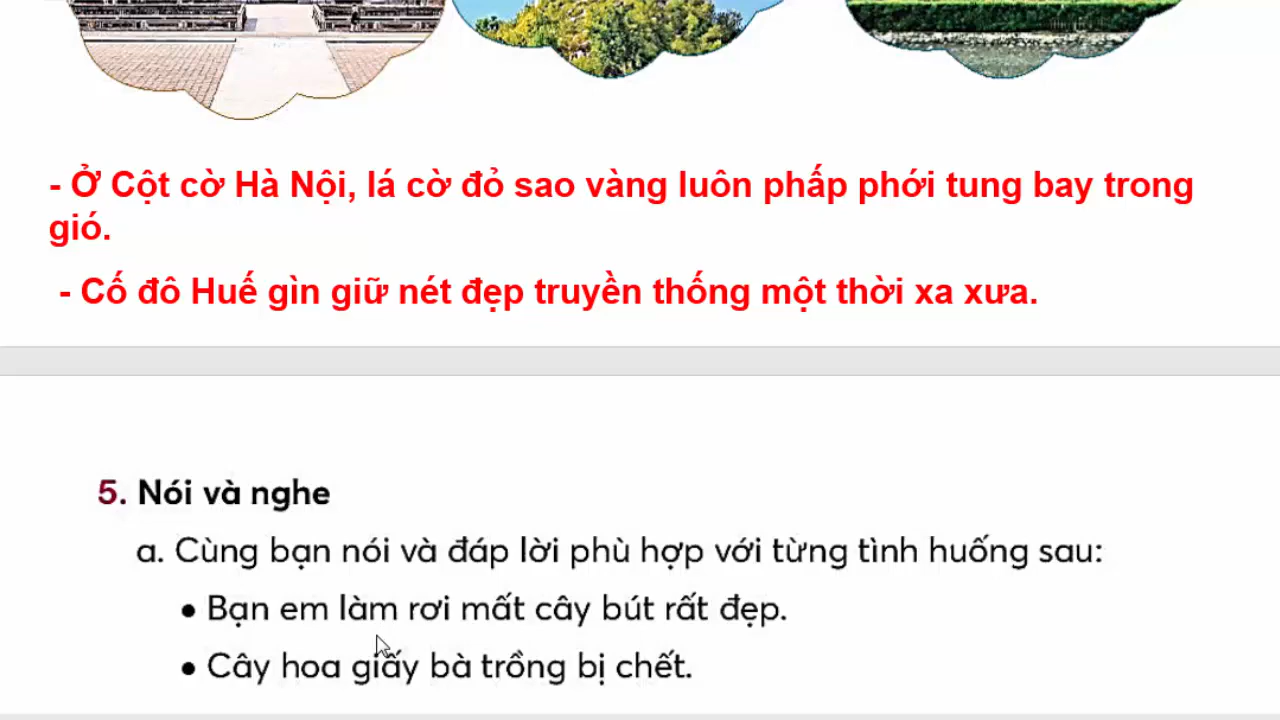 - Ở Cột cờ Hà Nội, lá cờ đỏ sao vàng luôn phấp phới tung bay trong
gió.
- Cố đô Huế gìn giữ nét đẹp truyền thống một thời xa xưa.
5. Nói và nghe
a. Cùng bạn nói và đáp lời phù hợp với từng tình huống sau:
• Bạn em làm rơi mất cây bút rất đẹp.
• Cây hoa giấy bà trồng bị chết.